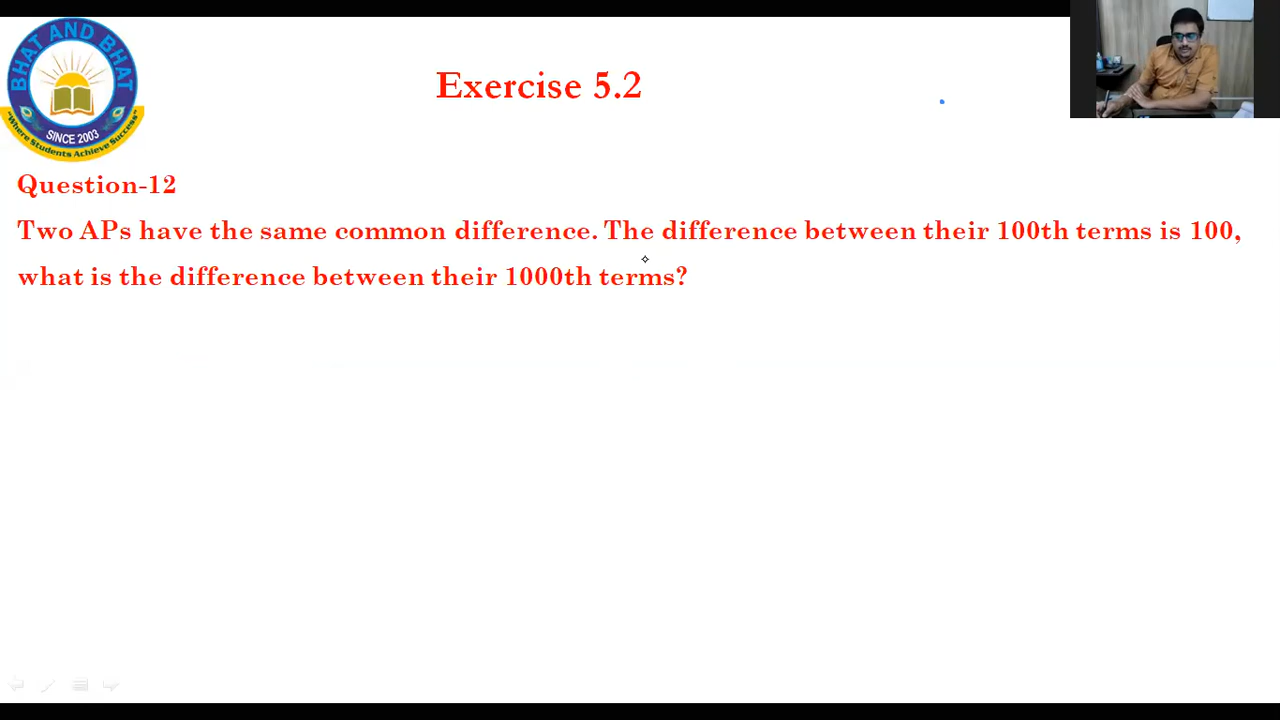 BHAT AND BHAT
SINCE 2003
"Where Students Achieve Success"
Exercise 5.2
Question-12
Two APs have the same common difference. The difference between their 100th terms is 100,
what is the difference between their 1000th terms?